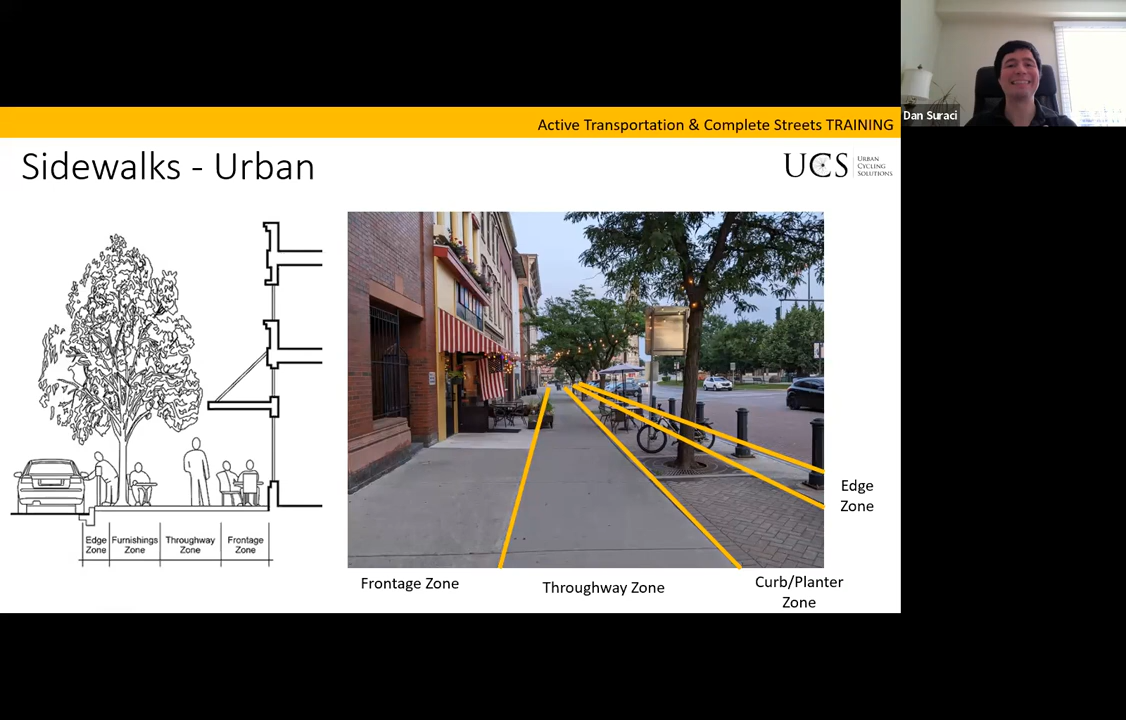 Active Transportation & Complete Streets TRAINING
Dan Suraci
Sidewalks - Urban
UCS
URBAN
CYCLING
SOLUTIONS
Edge
Zone
Furnishings
Zone
Throughway
Zone
Frontage
Zone
Edge
Zone
Frontage Zone
Throughway Zone
Curb/Planter
Zone